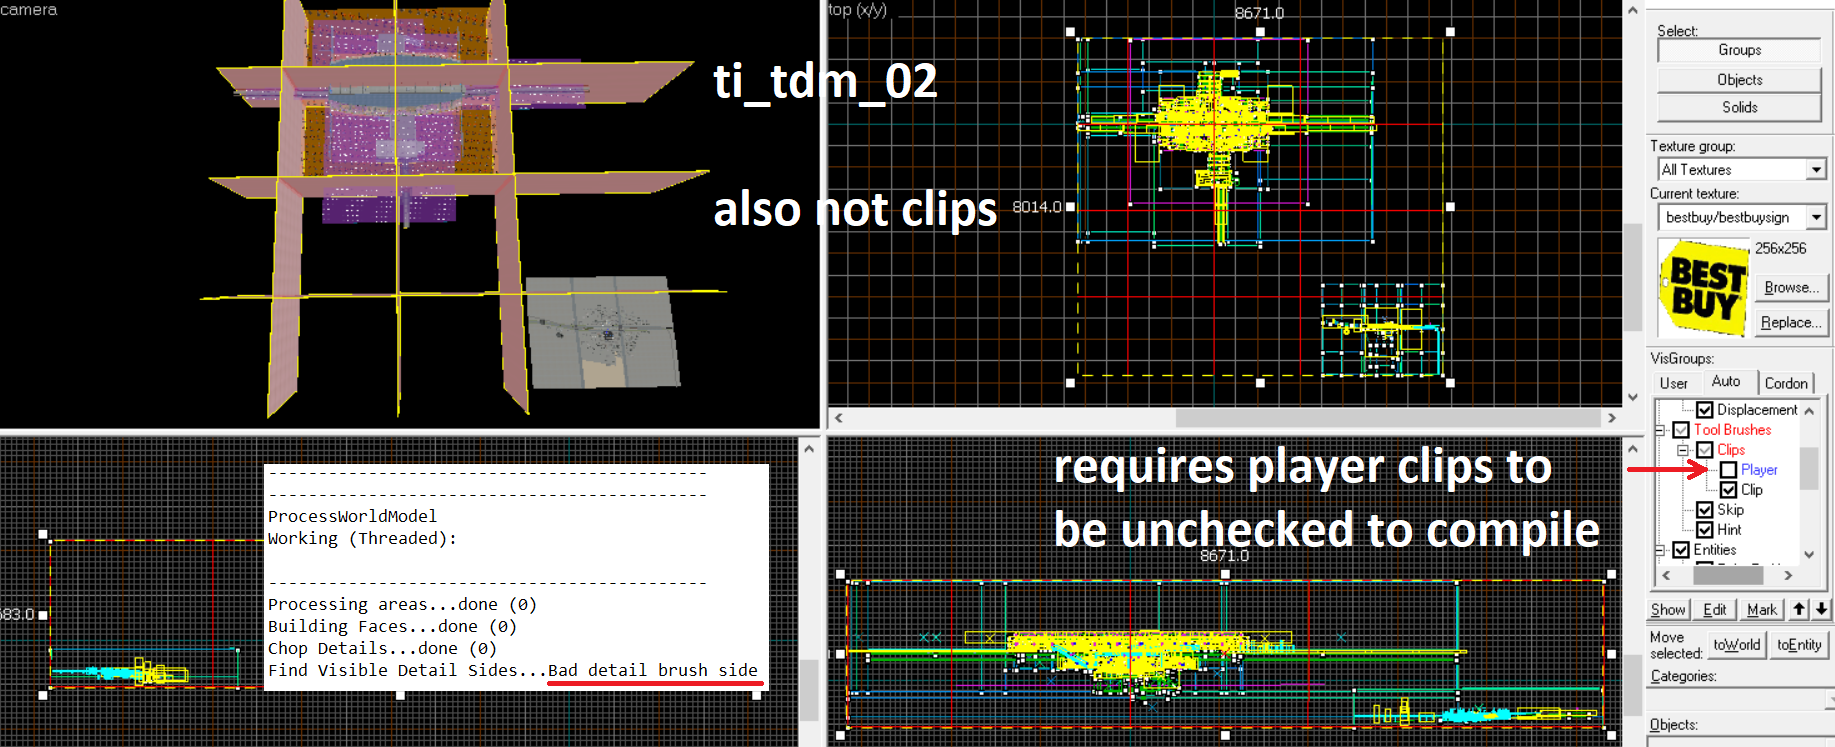 camera
ti_tdm_02
also not clips
top (x/y)
8671.0
8014.0
Select:
Groups
Objects
Solids
Texture group:
All Textures
Current texture:
bestbuy/bestbuysign
256x256
BEST
BUY
Browse...
Replace...
VisGroups:
User
Auto
Cordon
Displacement
Tool Brushes
Clips
Player
Clip
Skip
Hint
Entities
Show
Edit
Mark
Move
selected:
toWorld
toEntity
Categories:
Objects:
683.0
--------------------------------------
--------------------------------------
ProcessWorldModel
Working (Threaded):
--------------------------------------
Processing areas...done (0)
Building Faces...done (0)
Chop Details...done (0)
Find Visible Detail Sides...Bad detail brush side
requires player clips to
be unchecked to compile
8671.0